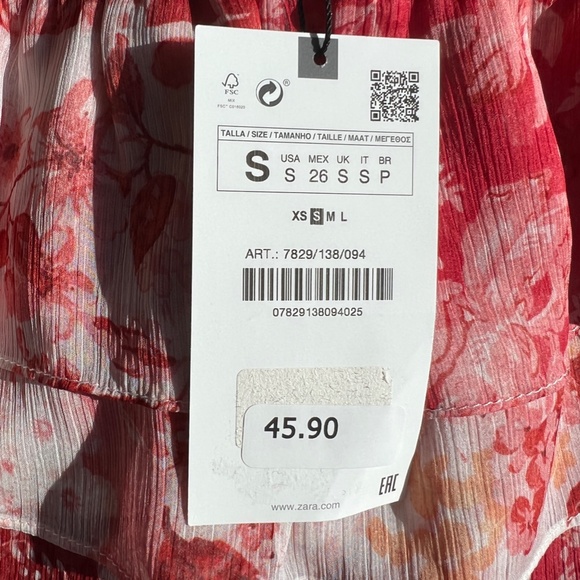 FSC
MIX
®
TALLA / SIZE / TAMANHO / TAILLE / MAAT / ΜΕΓΕΘΟΣ
S
USA MEX UK IT BR
S 26 S S P
XS S M L
ART.: 7829/138/094
07829138094025
45.90
EAC
www.zara.com